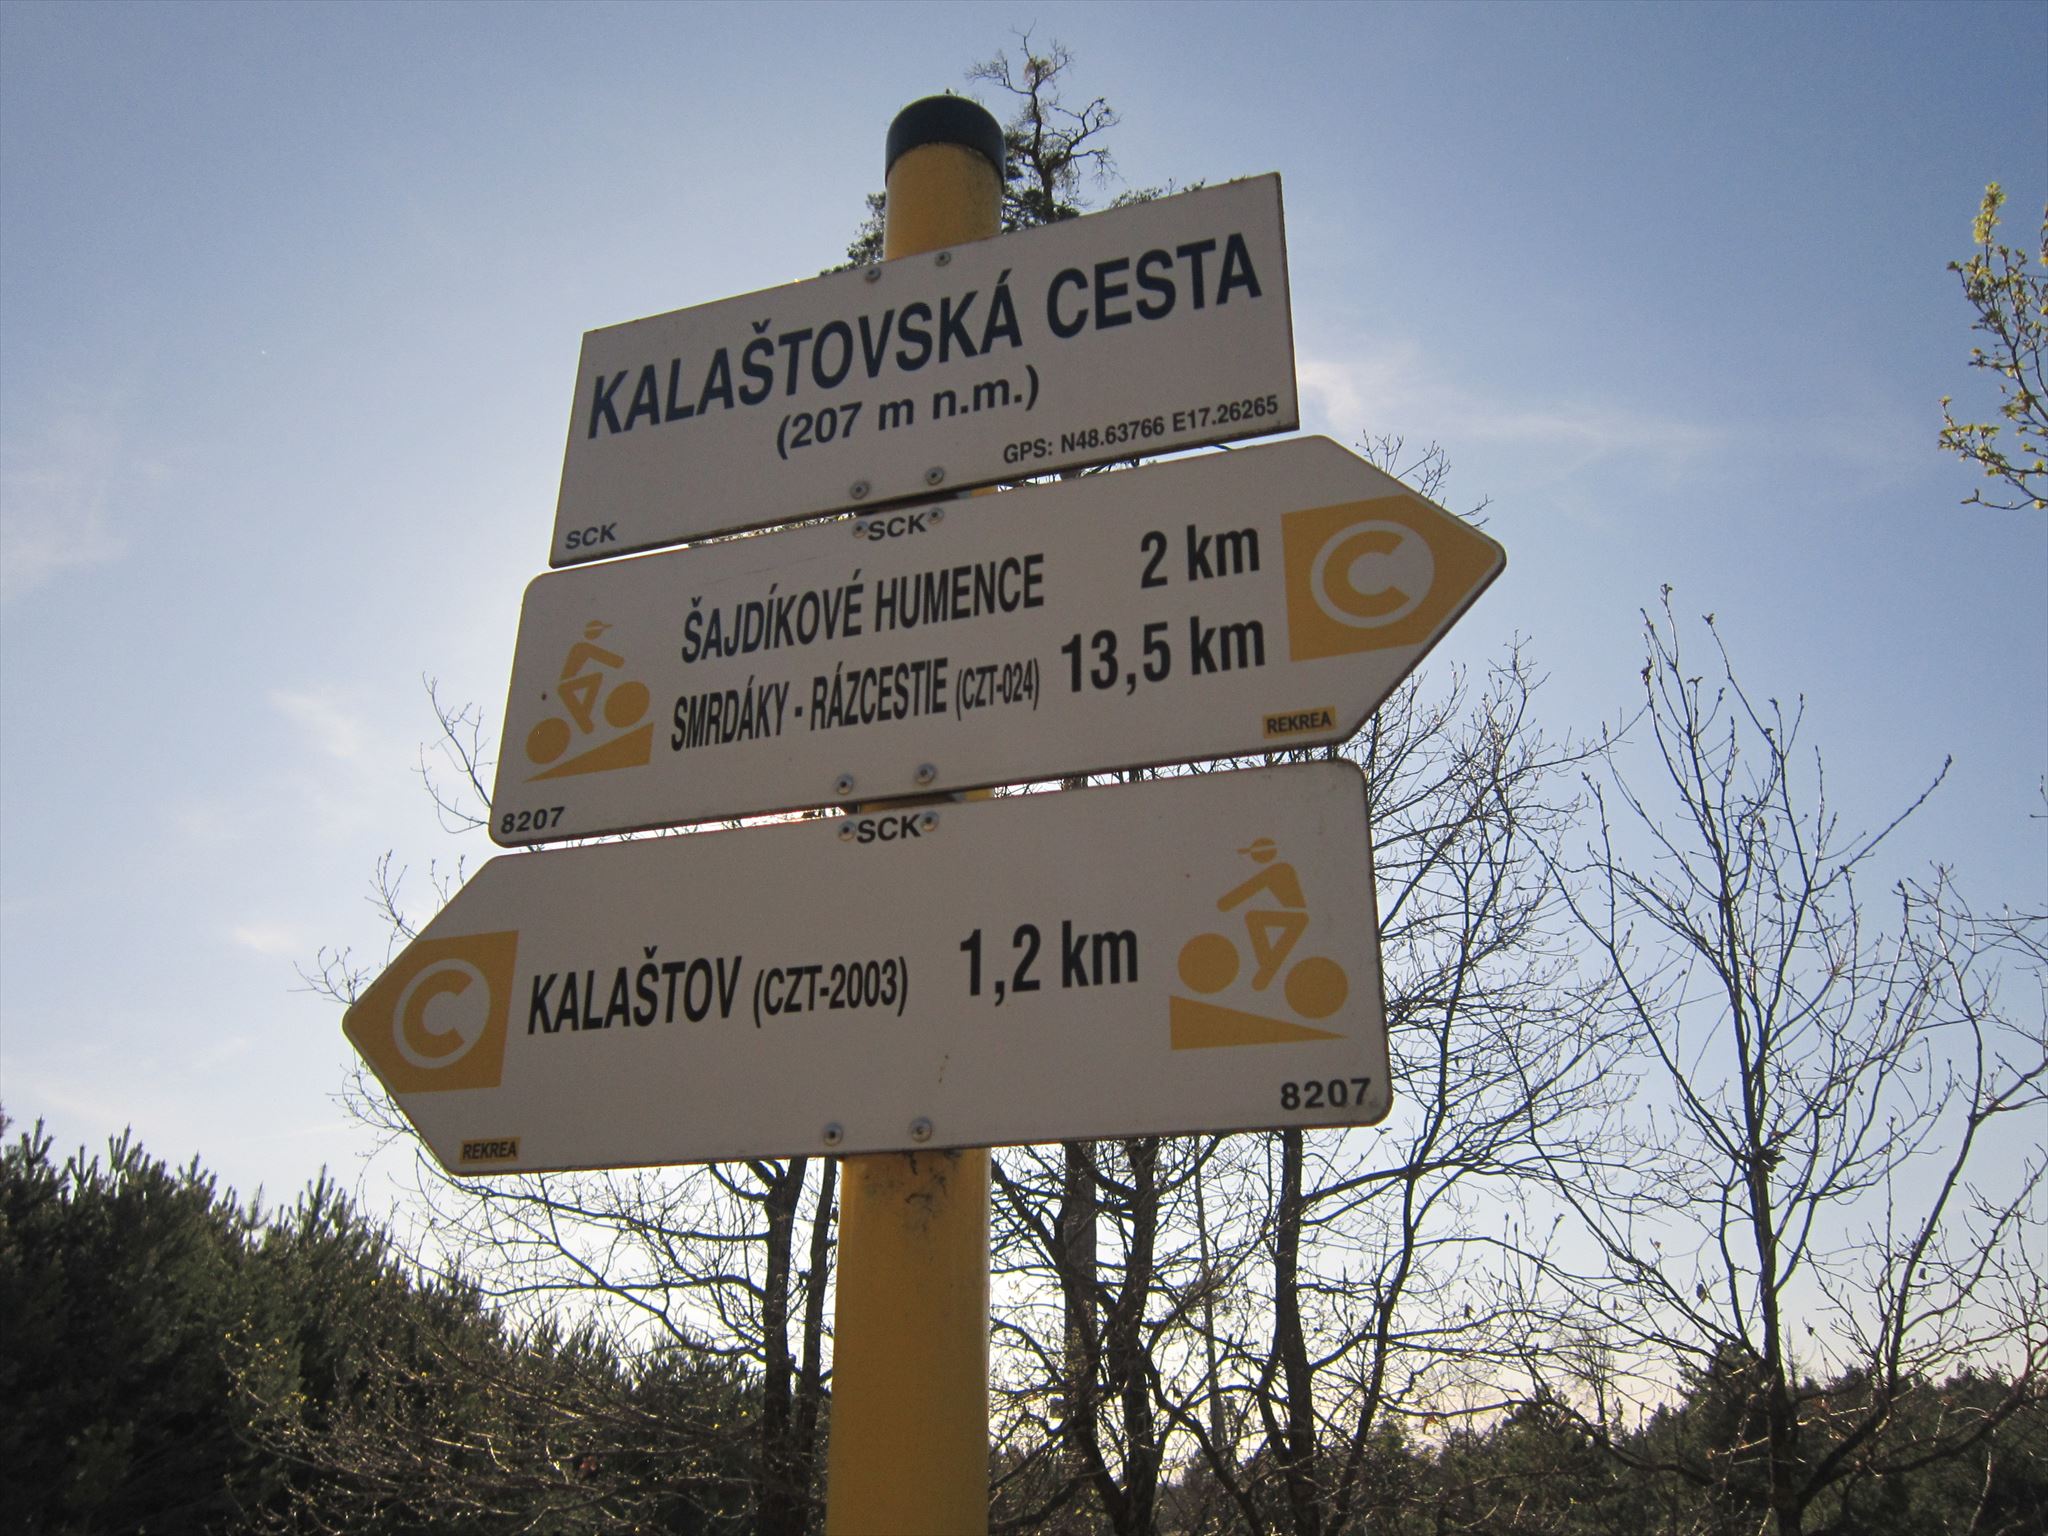 KALAŠTOVSKÁ CESTA
(207 m n.m.)
GPS: N48.63766 E17.26265
SCK
SCK
ŠAJDÍKOVÉ HUMENCE 2 km
SMRDÁKY - RÁZCESTIE (CZT-024) 13,5 km
C
REKREA
8207
SCK
C
KALAŠTOV (CZT-2003) 1,2 km
8207
REKREA